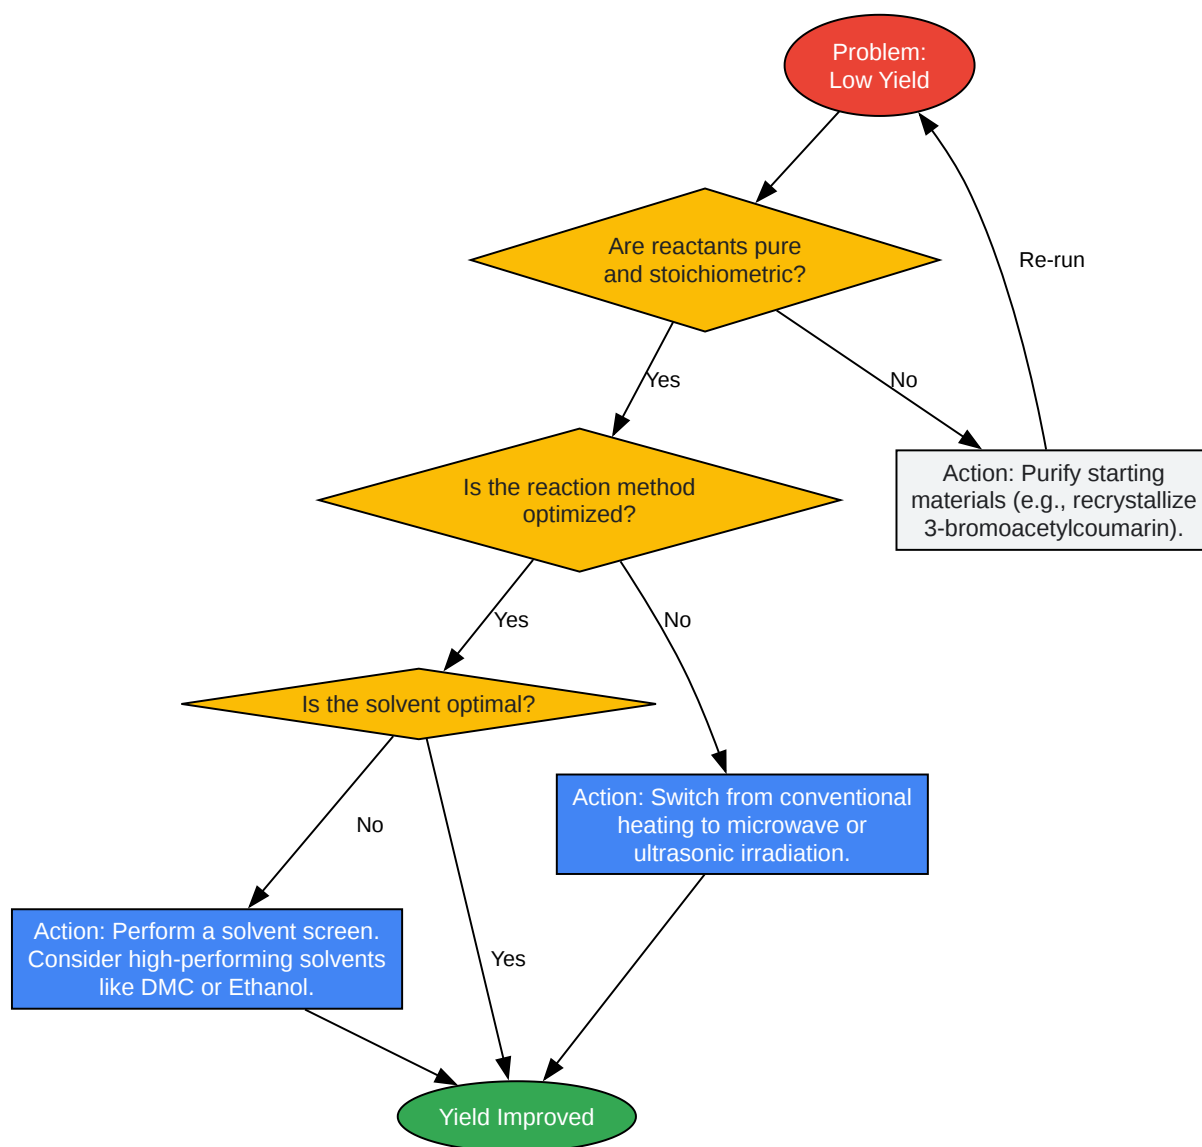 Problem:
Low Yield
Are reactants pure
and stoichiometric?
Re-run
Yes
No
Action: Purify starting
materials (e.g., recrystallize
3-bromoacetylcoumarin).
Is the reaction method
optimized?
Yes
No
Is the solvent optimal?
Action: Switch from conventional
heating to microwave or
ultrasonic irradiation.
No
Yes
Action: Perform a solvent screen.
Consider high-performing solvents
like DMC or Ethanol.
Yield Improved